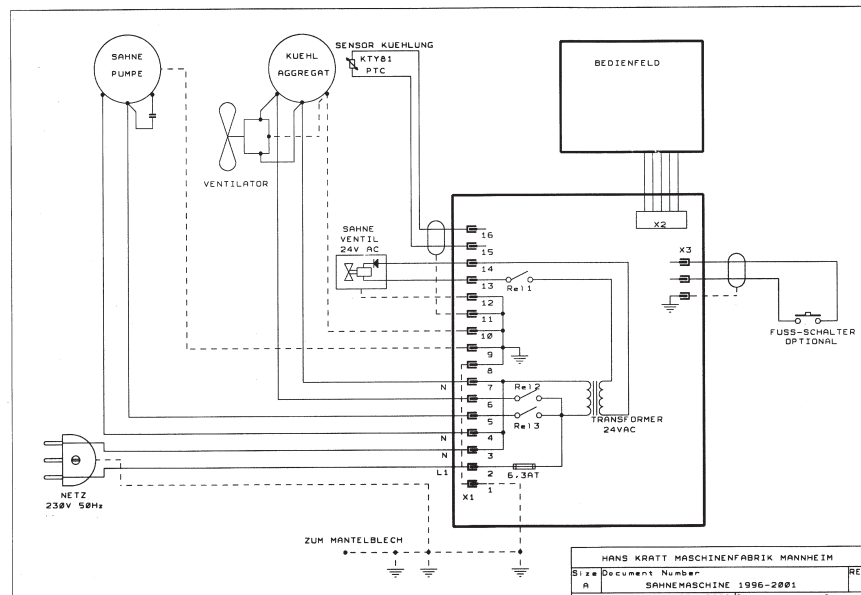 SAHNE
PUMPE
KUEHL
AGGREGAT
SENSOR KUEHLUNG
KTY81
PTC
BEDIENFELD
VENTILATOR
X2
SAHNE
VENTIL
24V AC
16
15
14
13
12
11
10
9
8
7
6
5
4
3
2
1
X3
Rel1
FUSS-SCHALTER
OPTIONAL
N
Rel2
Rel3
TRANSFORMER
24VAC
N
N
L1
6,3AT
X1
NETZ
230V 50Hz
ZUM MANTELBLECH
HANS KRATT MASCHINENFABRIK MANNHEIM
Size Document Number RE
A SAHNEMASCHINE 1996-2001